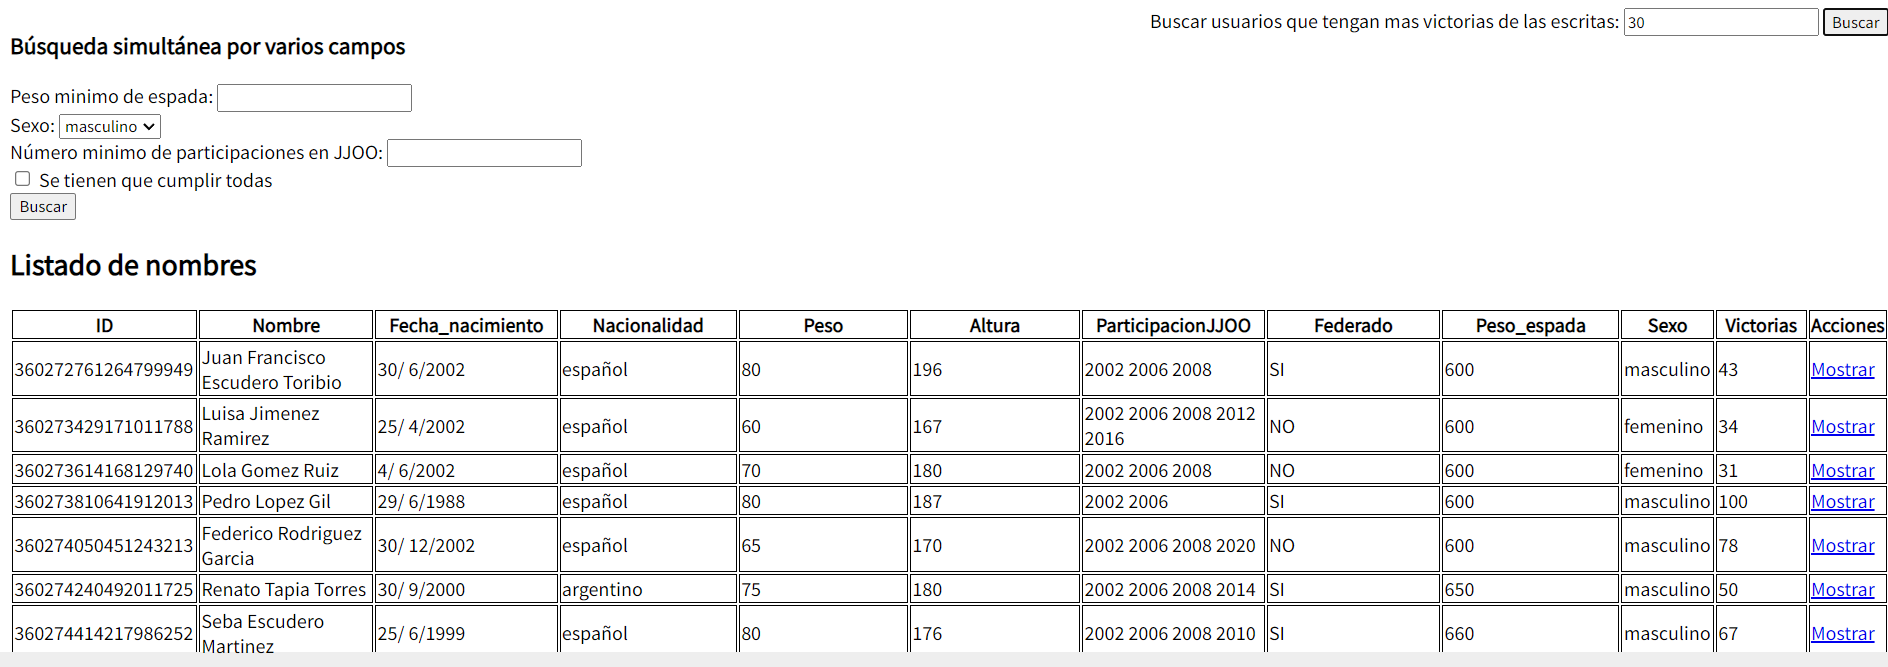 Buscar usuarios que tengan mas victorias de las escritas: 30 Buscar
Búsqueda simultánea por varios campos
Peso minimo de espada:
Sexo: masculino
Número minimo de participaciones en JJOO:
Se tienen que cumplir todas
Buscar
Listado de nombres
ID Nombre Fecha_nacimiento Nacionalidad Peso Altura ParticipacionJJOO Federado Peso_espada Sexo Victorias Acciones
360272761264799949 Juan Francisco Escudero Toribio 30/ 6/2002 español 80 196 2002 2006 2008 SI 600 masculino 43 Mostrar
360273429171011788 Luisa Jimenez Ramirez 25/ 4/2002 español 60 167 2002 2006 2008 2012 2016 NO 600 femenino 34 Mostrar
360273614168129740 Lola Gomez Ruiz 4/ 6/2002 español 70 180 2002 2006 2008 NO 600 femenino 31 Mostrar
360273810641912013 Pedro Lopez Gil 29/ 6/1988 español 80 187 2002 2006 SI 600 masculino 100 Mostrar
360274050451243213 Federico Rodriguez Garcia 30/ 12/2002 español 65 170 2002 2006 2008 2020 NO 600 masculino 78 Mostrar
360274240492011725 Renato Tapia Torres 30/ 9/2000 argentino 75 180 2002 2006 2008 2014 SI 650 masculino 50 Mostrar
360274414217986252 Seba Escudero Martinez 25/ 6/1999 español 80 176 2002 2006 2008 2010 SI 660 masculino 67 Mostrar